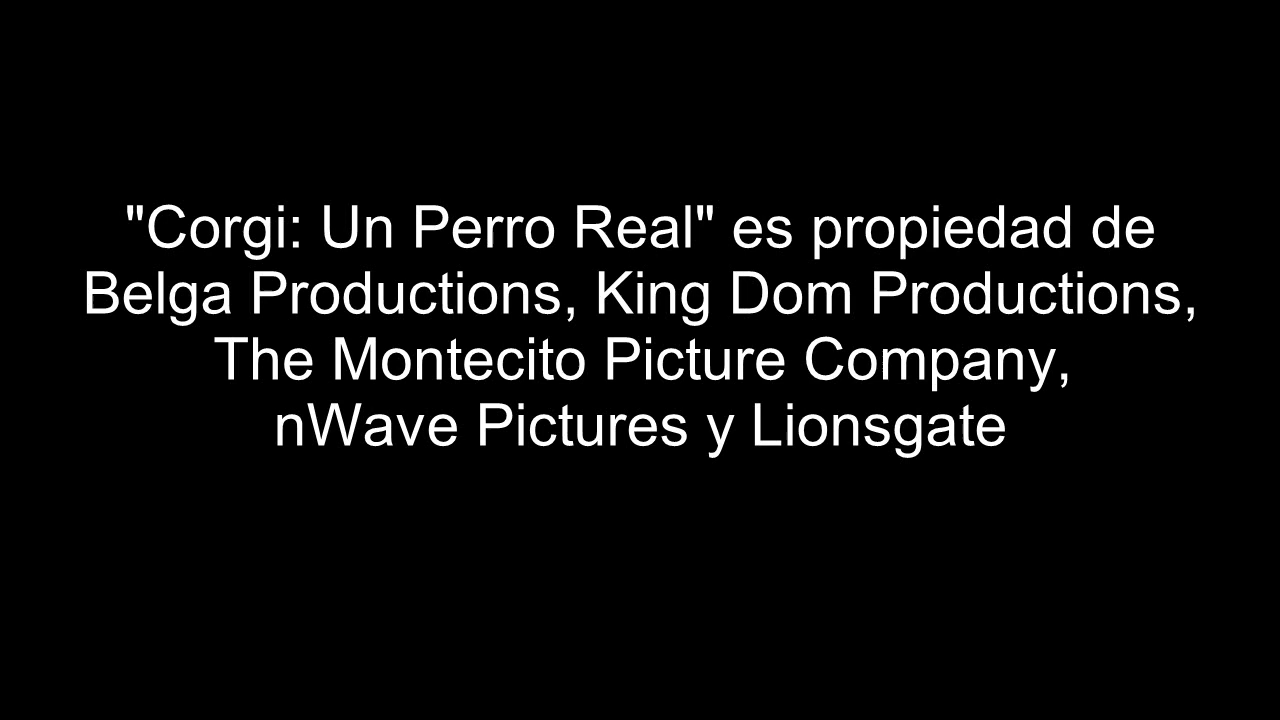 "Corgi: Un Perro Real" es propiedad de
Belga Productions, King Dom Productions,
The Montecito Picture Company,
nWave Pictures y Lionsgate